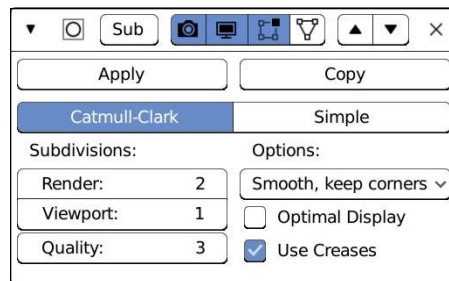 Sub
Apply Copy
Catmull-Clark Simple
Subdivisions: Options:
Render: 2 Smooth, keep corners
Viewport: 1 Optimal Display
Quality: 3 Use Creases